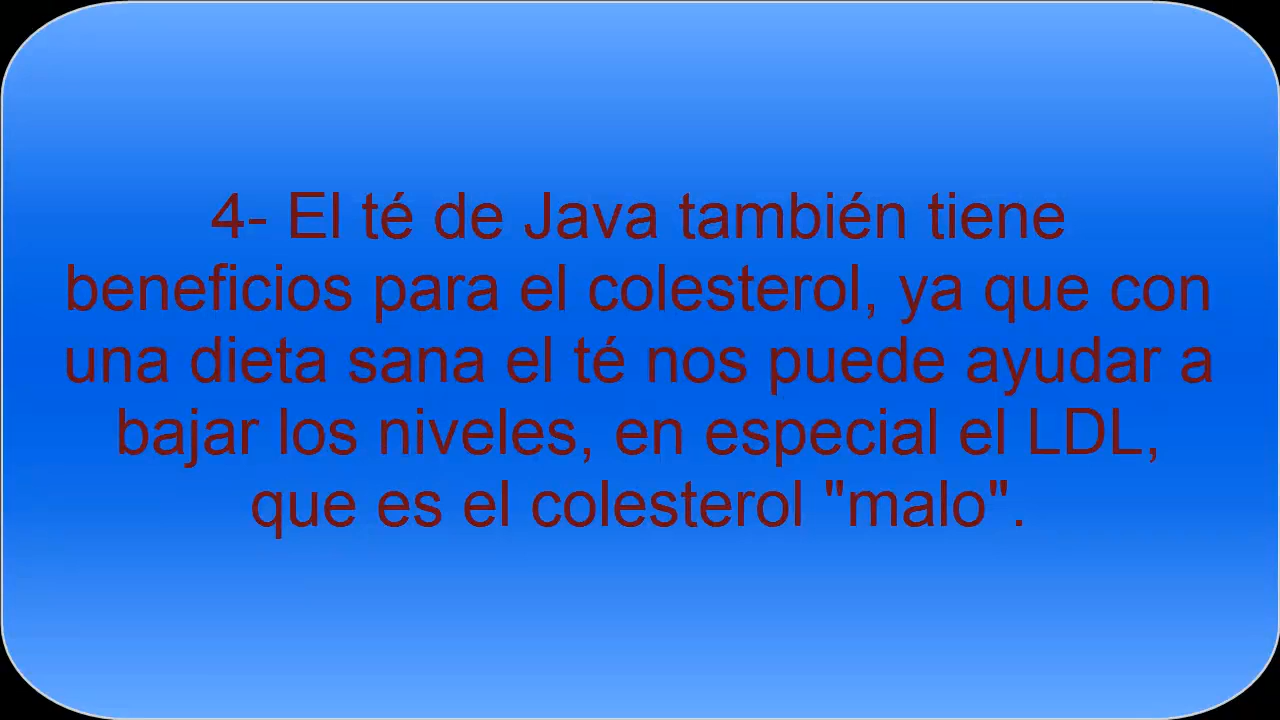 4- El té de Java también tiene
beneficios para el colesterol, ya que con
una dieta sana el té nos puede ayudar a
bajar los niveles, en especial el LDL,
que es el colesterol "malo".